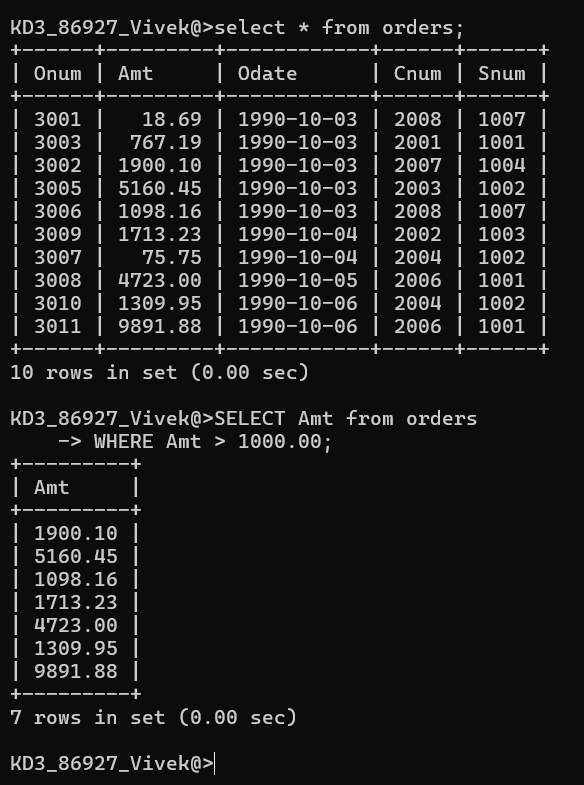 KD3_86927_Vivek@>select * from orders;
+------+---------+------------+------+------+
| Onum | Amt     | Odate      | Cnum | Snum |
+------+---------+------------+------+------+
| 3001 |   18.69 | 1990-10-03 | 2008 | 1007 |
| 3003 |  767.19 | 1990-10-03 | 2001 | 1001 |
| 3002 | 1900.10 | 1990-10-03 | 2007 | 1004 |
| 3005 | 5160.45 | 1990-10-03 | 2003 | 1002 |
| 3006 | 1098.16 | 1990-10-03 | 2008 | 1007 |
| 3009 | 1713.23 | 1990-10-04 | 2002 | 1003 |
| 3007 |   75.75 | 1990-10-04 | 2004 | 1002 |
| 3008 | 4723.00 | 1990-10-05 | 2006 | 1001 |
| 3010 | 1309.95 | 1990-10-06 | 2004 | 1002 |
| 3011 | 9891.88 | 1990-10-06 | 2006 | 1001 |
+------+---------+------------+------+------+
10 rows in set (0.00 sec)

KD3_86927_Vivek@>SELECT Amt from orders
    -> WHERE Amt > 1000.00;
+---------+
| Amt     |
+---------+
| 1900.10 |
| 5160.45 |
| 1098.16 |
| 1713.23 |
| 4723.00 |
| 1309.95 |
| 9891.88 |
+---------+
7 rows in set (0.00 sec)

KD3_86927_Vivek@>